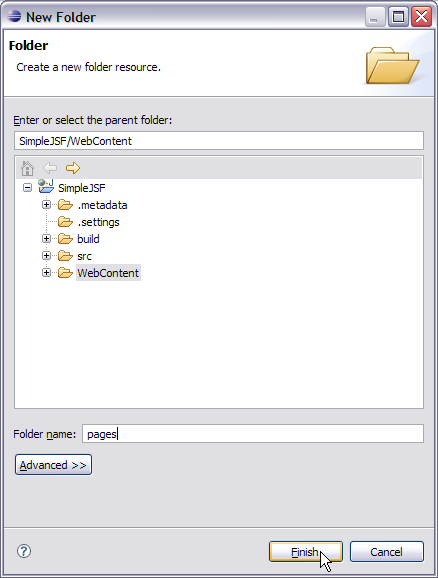 New Folder
Folder
Create a new folder resource.
Enter or select the parent folder:
SimpleJSF/WebContent
SimpleJSF
.metadata
.settings
build
src
WebContent
Folder name: pages
Advanced >>
? Finish Cancel